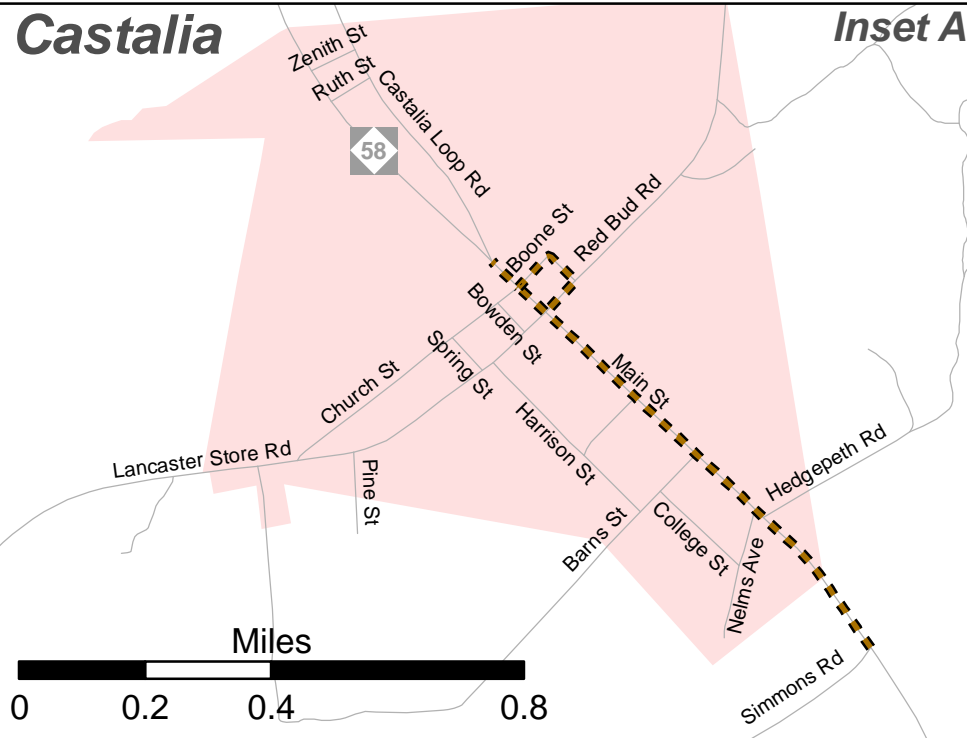 Castalia
Inset A
Zenith St
Ruth St
Castalia Loop Rd
58
Boone St
Red Bud Rd
Bowden St
Spring St
Church St
Main St
Harrison St
Lancaster Store Rd
Pine St
Hedgepeth Rd
Barns St
College St
Nelms Ave
Simmons Rd
Miles
0 0.2 0.4 0.8